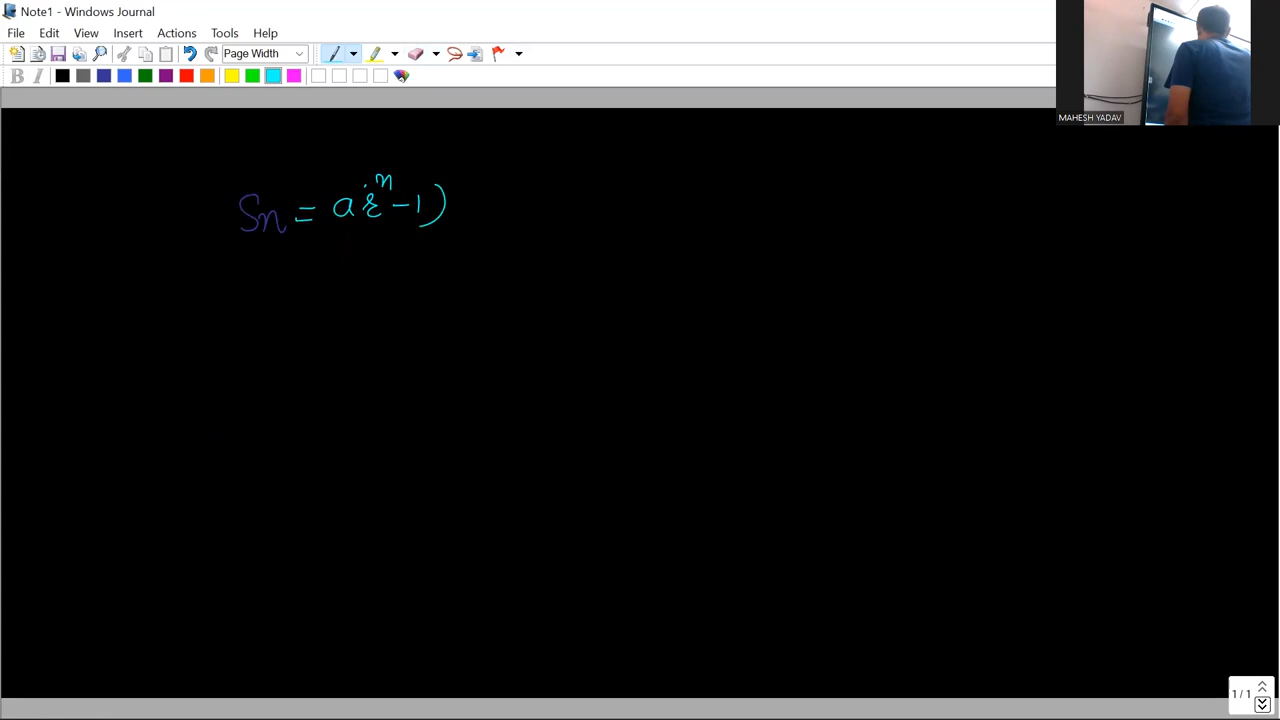 Note1 - Windows Journal
File Edit View Insert Actions Tools Help
Page Width
B I
MAHESH YADAV
Sn = a r^n - 1)
1 / 1